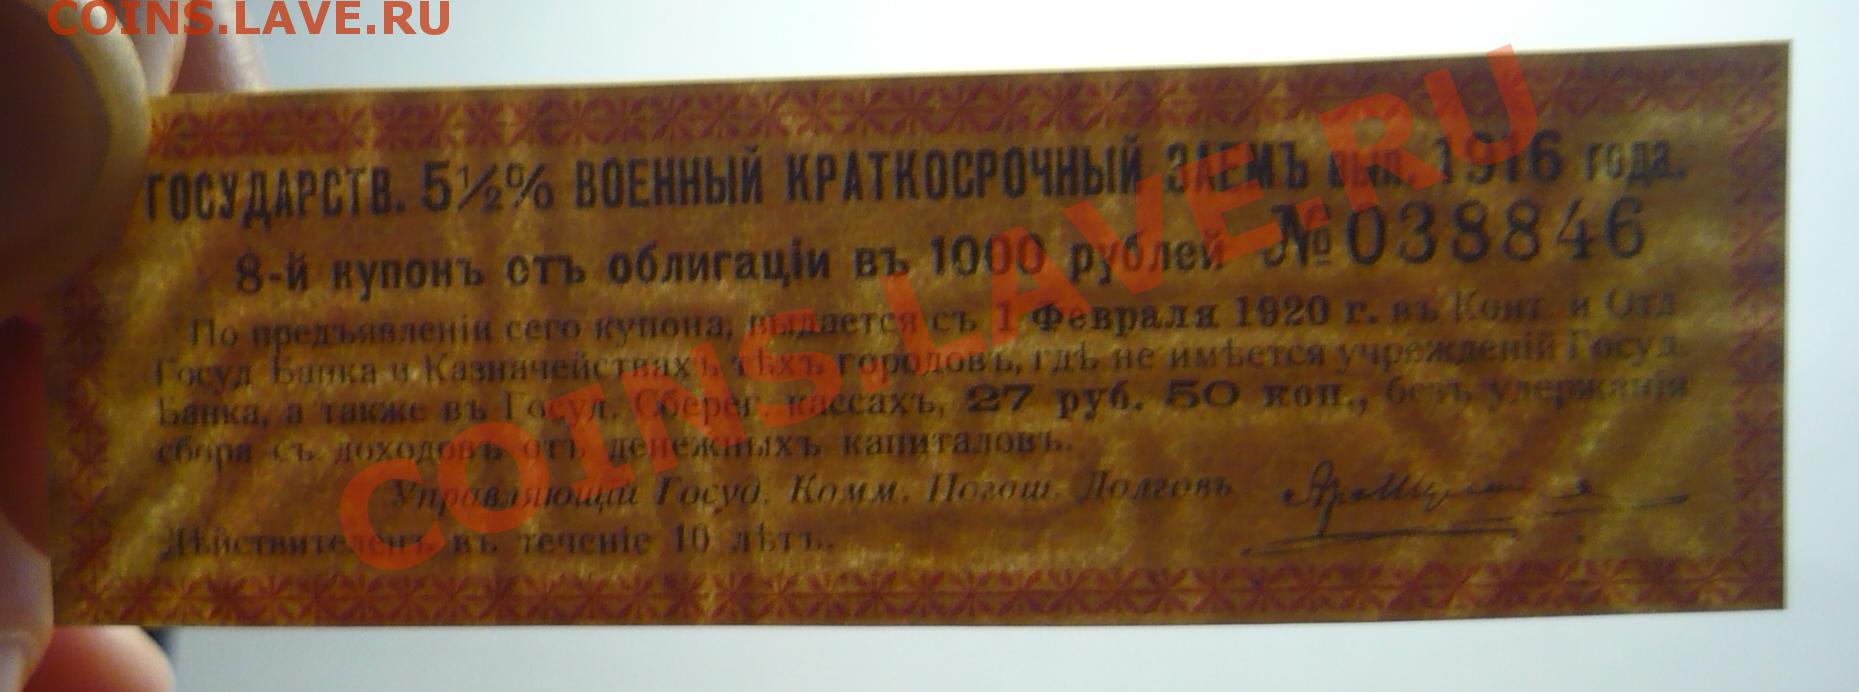 COINS.LAVE.RU
ГОСУДАРСТВ. 5½% ВОЕННЫЙ КРАТКОСРОЧНЫЙ ЗАЕМЪ вып. 1916 года.
8-й купонъ отъ облигаціи въ 1000 рублей №038846
По предъявленіи сего купона, выдается съ 1 Февраля 1920 г. въ Конт. и Отд.
Госуд. Банка и Казначействахъ тѣхъ городовъ, гдѣ не имѣется учрежденій Госуд.
Банка, а также въ Госуд. Сберег. кассахъ, 27 руб. 50 коп., безъ удержанія
сбора съ доходовъ отъ денежныхъ капиталовъ.
Управляющій Госуд. Комм. Погаш. Долговъ
Дѣйствителенъ въ теченіе 10 лѣтъ.
COINS.LAVE.RU